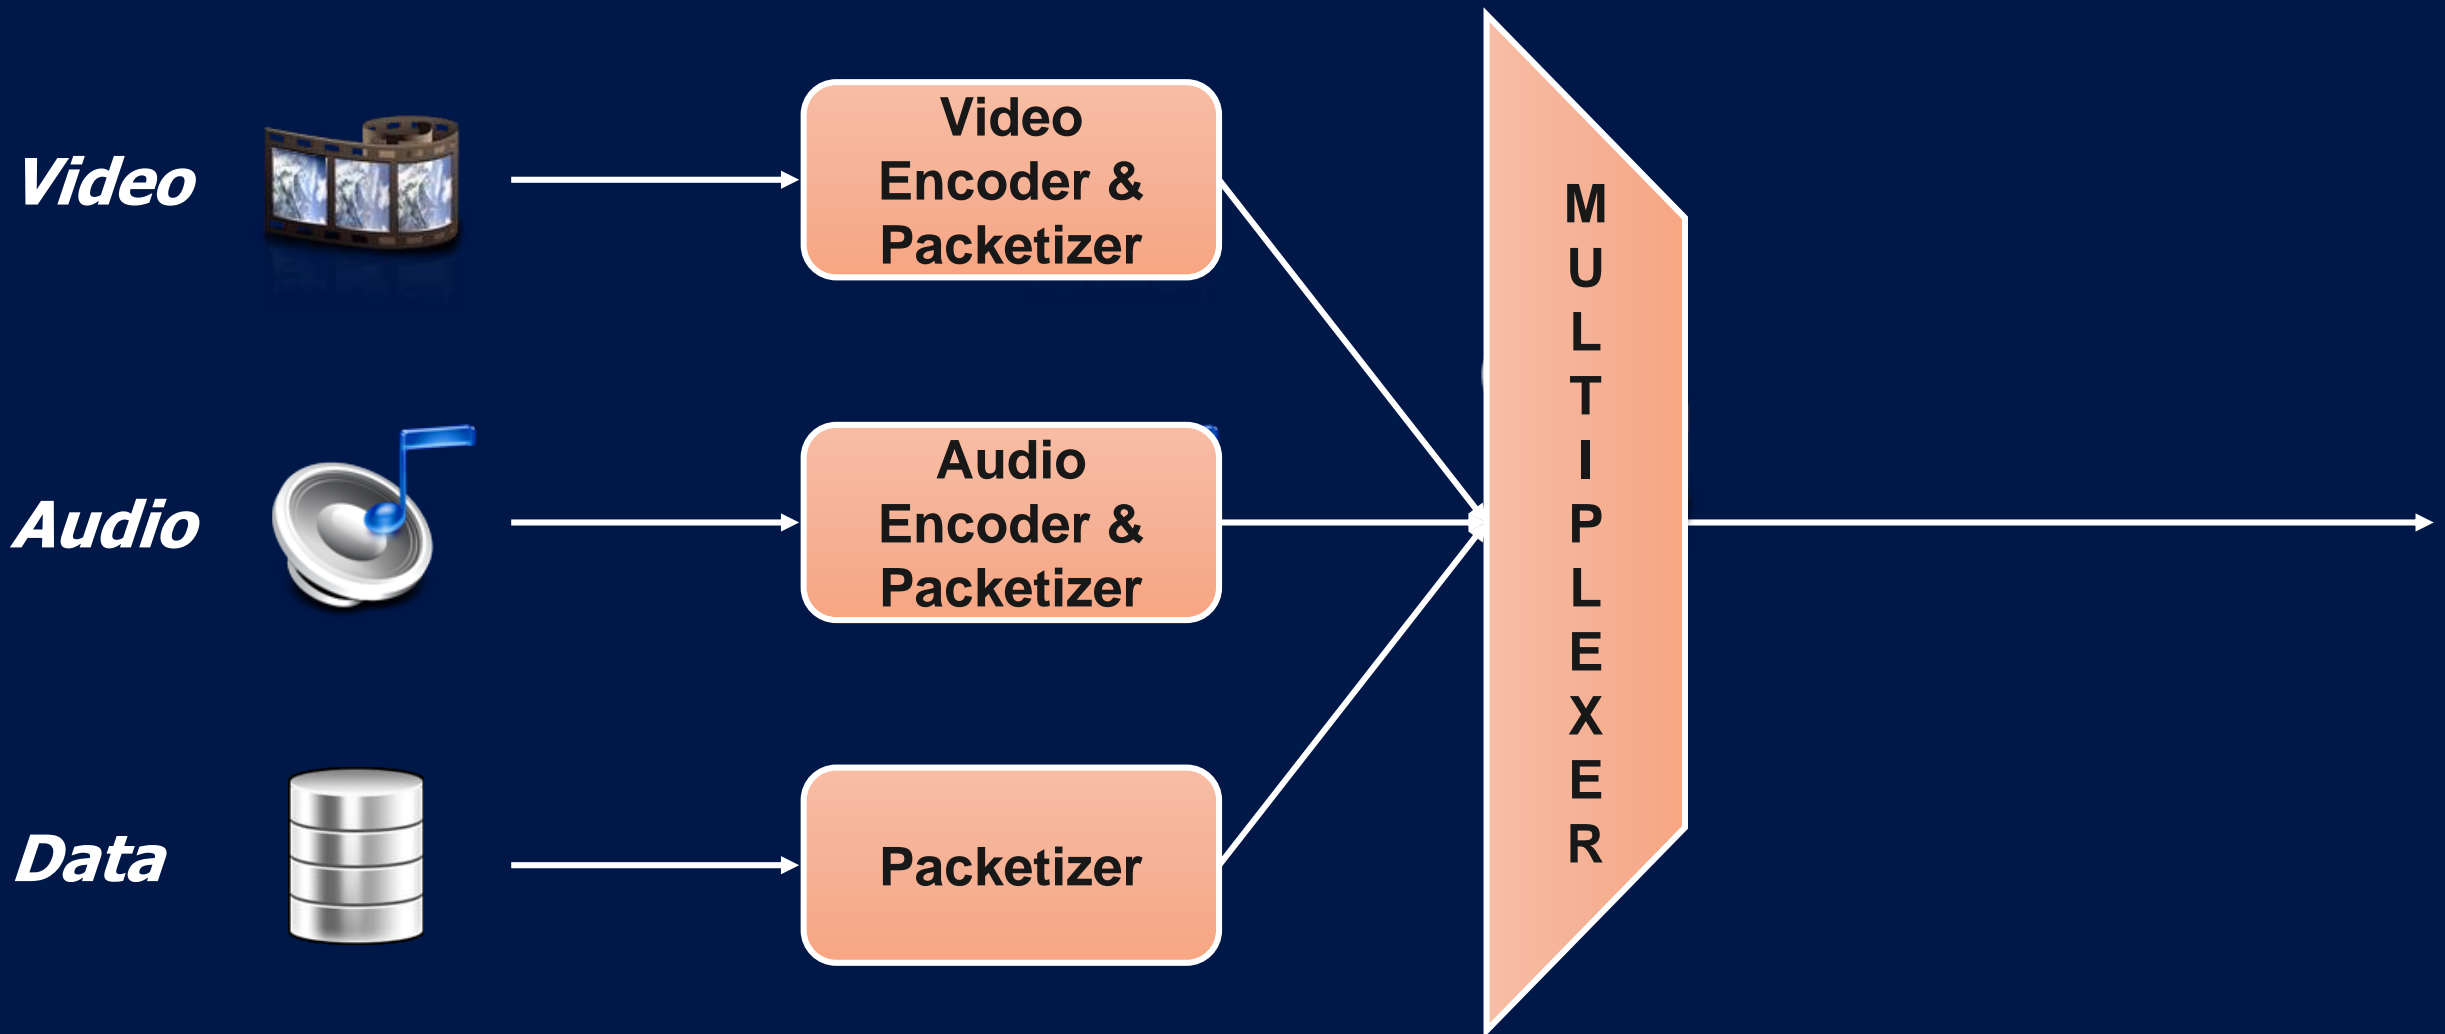 Video
Video
Encoder &
Packetizer
Audio
Audio
Encoder &
Packetizer
Data
Packetizer
M
U
L
T
I
P
L
E
X
E
R